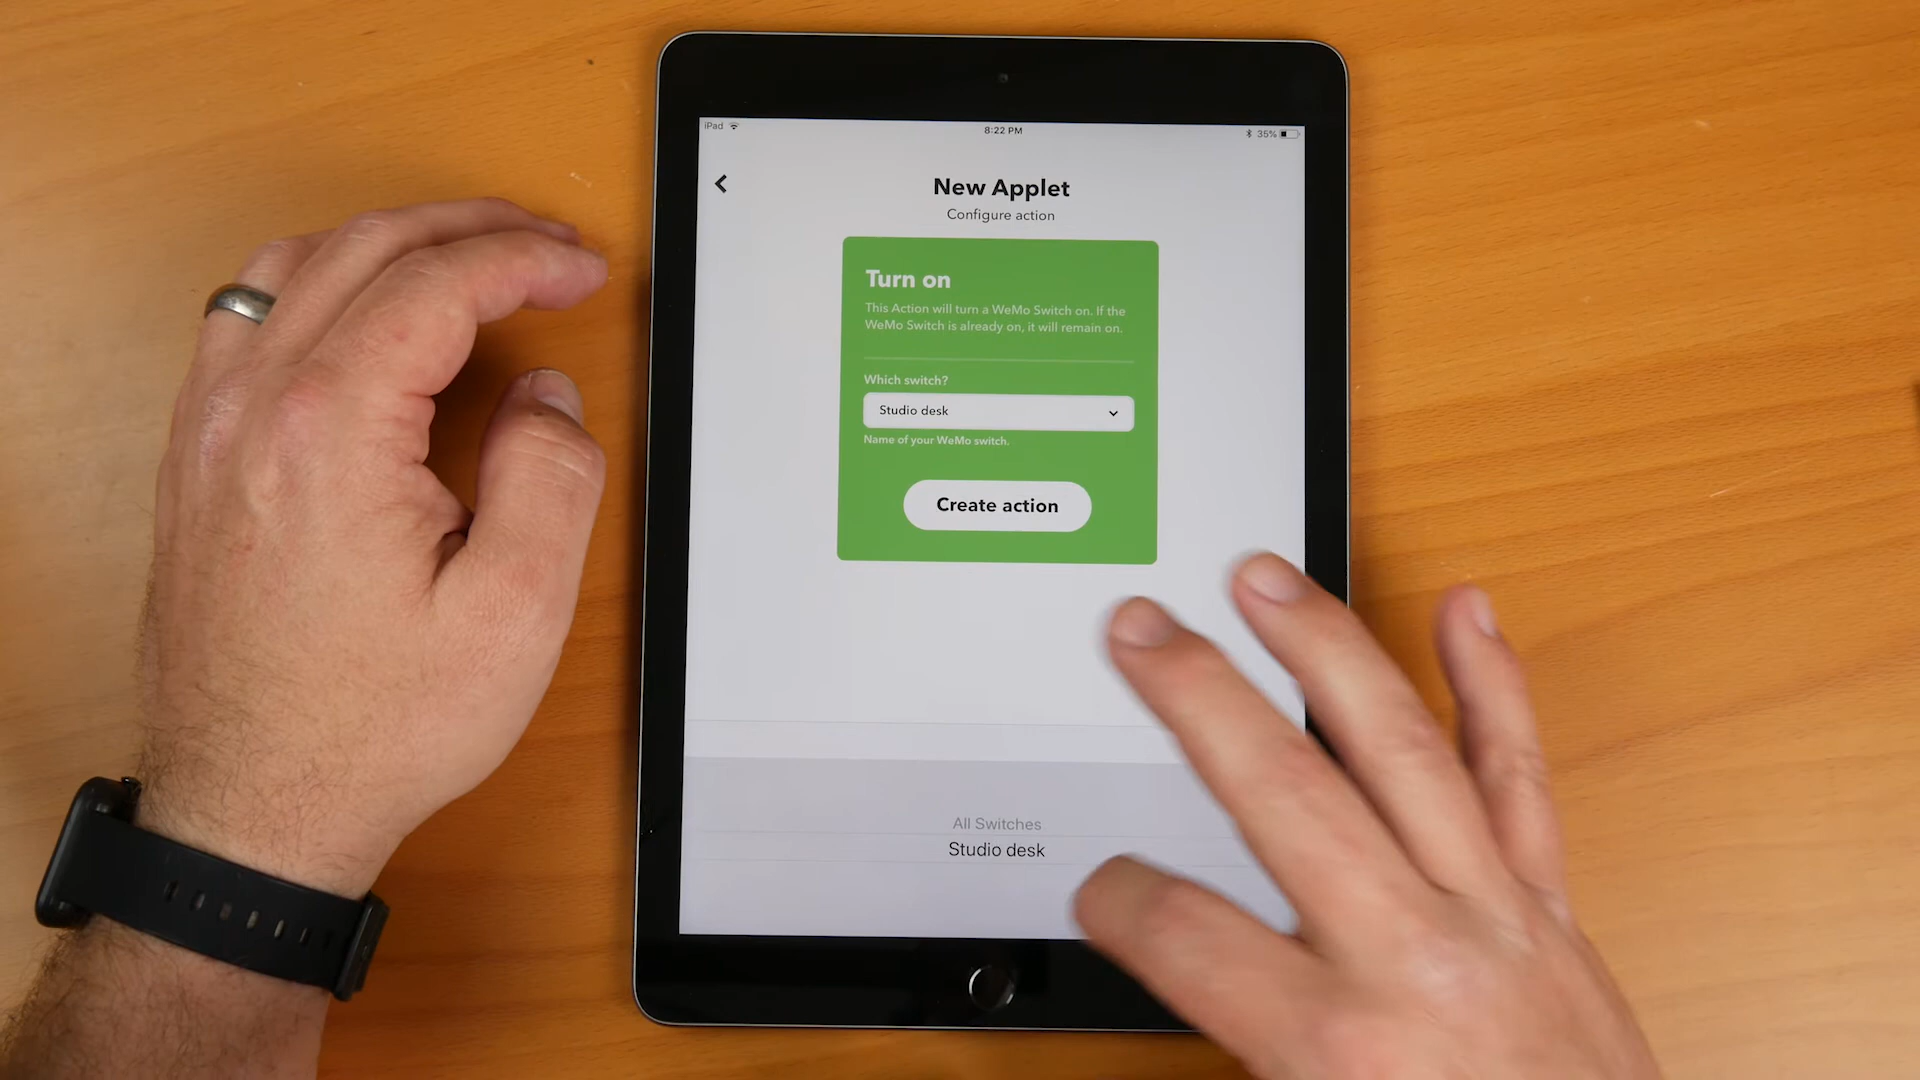 iPad
8:22 PM
35%
New Applet
Configure action
Turn on
This Action will turn a WeMo Switch on. If the
WeMo Switch is already on, it will remain on.
Which switch?
Studio desk
Name of your WeMo switch.
Create action
All Switches
Studio desk